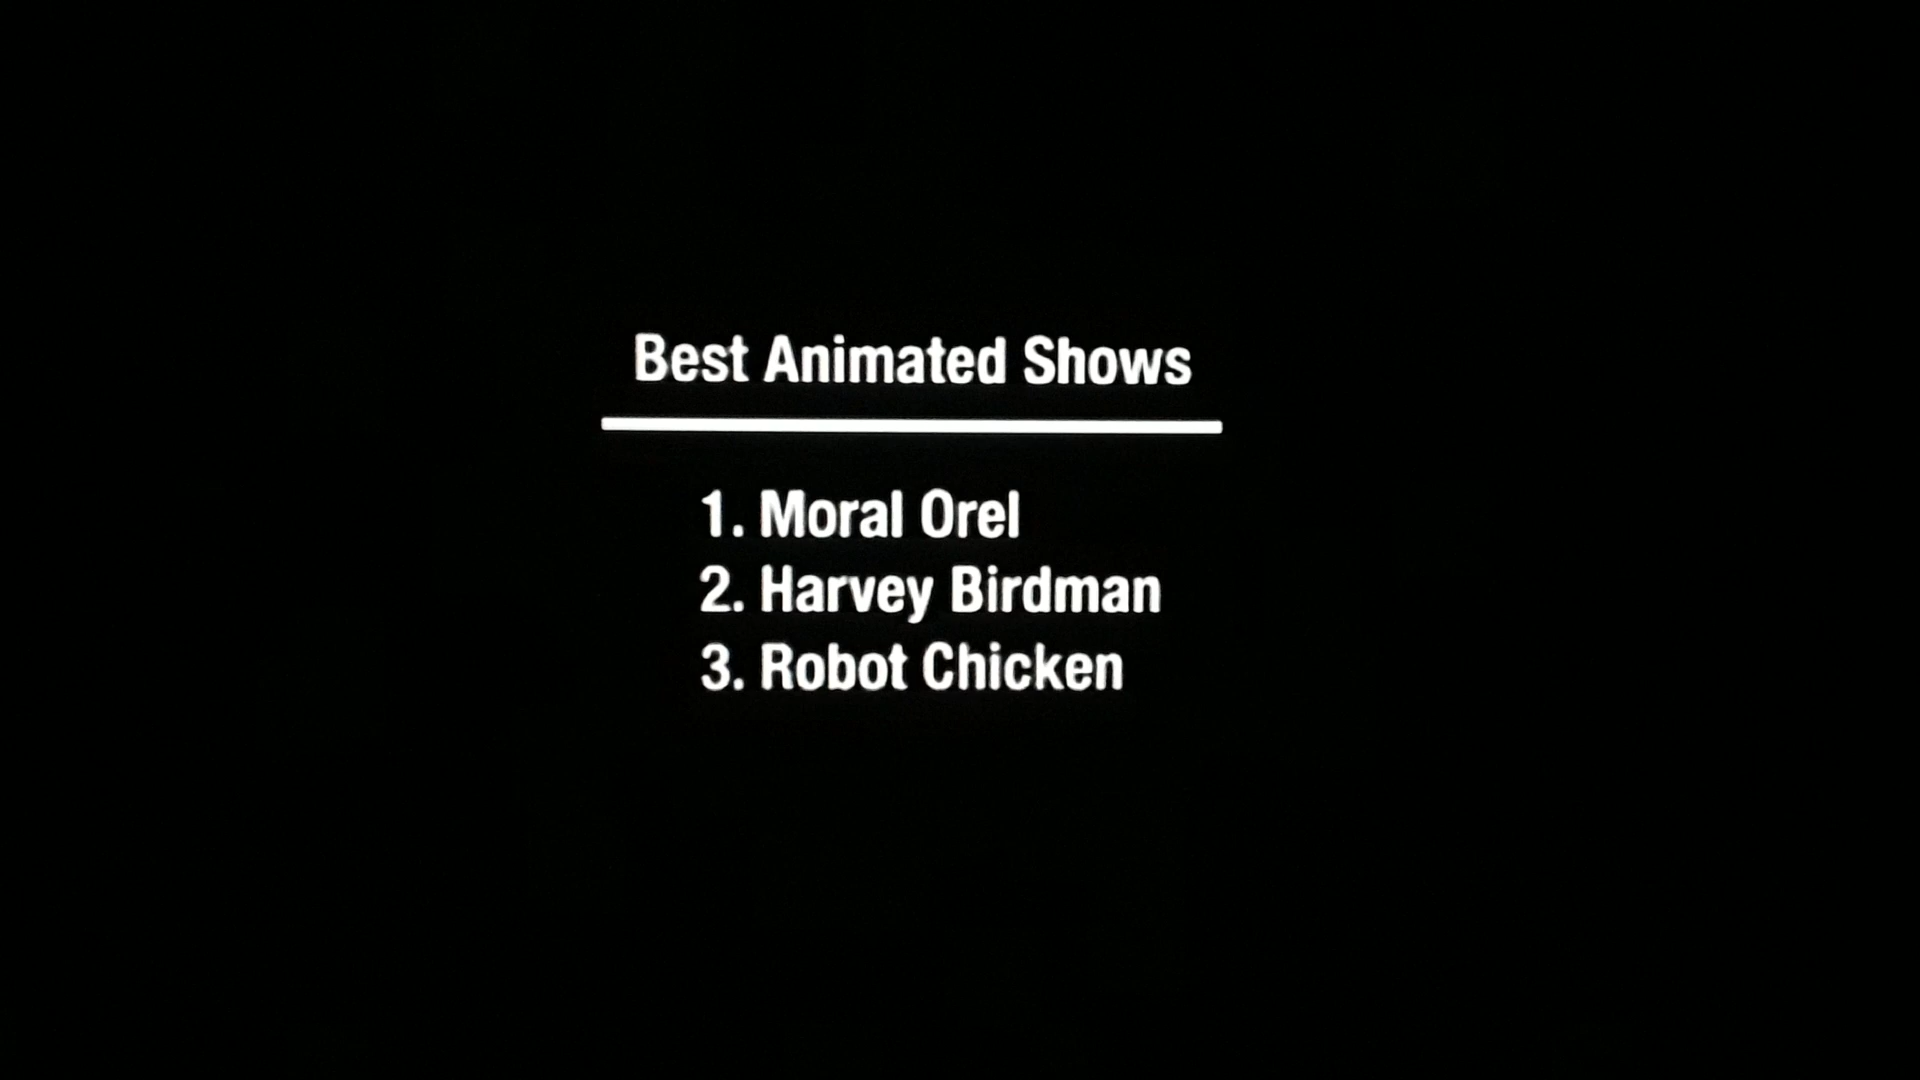 Best Animated Shows
1. Moral Orel
2. Harvey Birdman
3. Robot Chicken